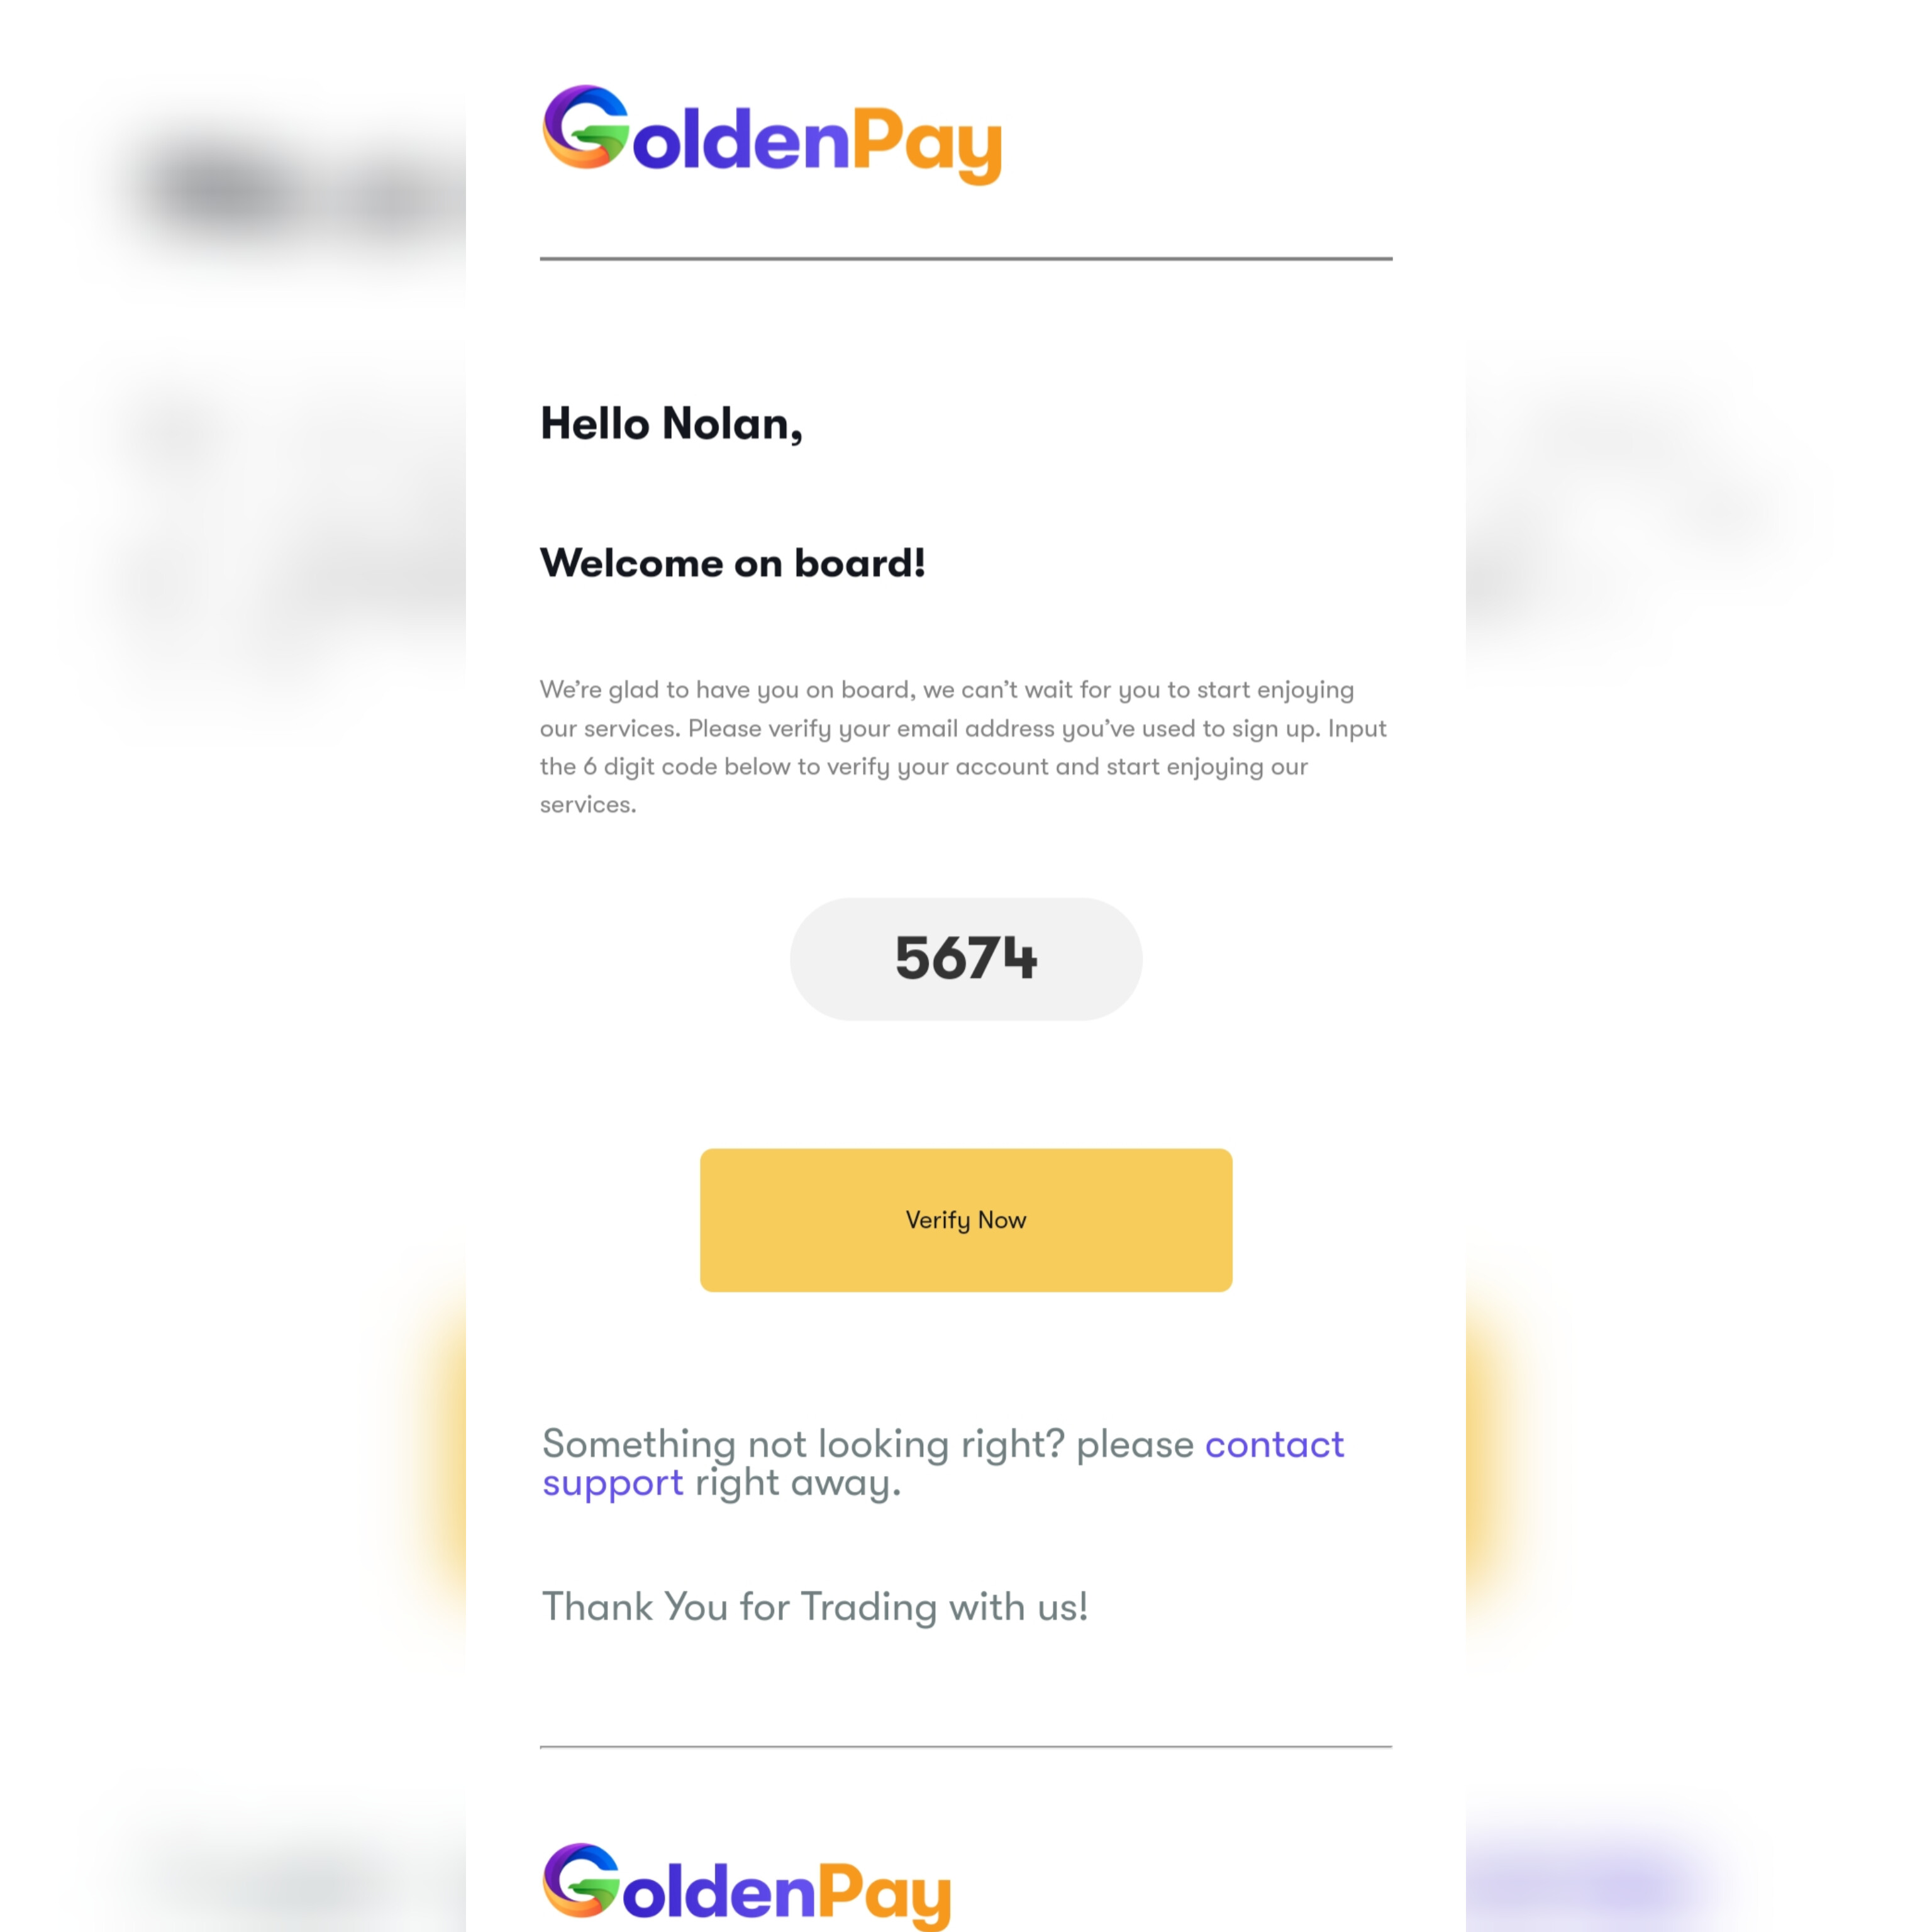 GoldenPay
Hello Nolan,
Welcome on board!
We're glad to have you on board, we can't wait for you to start enjoying
our services. Please verify your email address you've used to sign up. Input
the 6 digit code below to verify your account and start enjoying our
services.
5674
Verify Now
Something not looking right? please contact
support right away.
Thank You for Trading with us!
GoldenPay